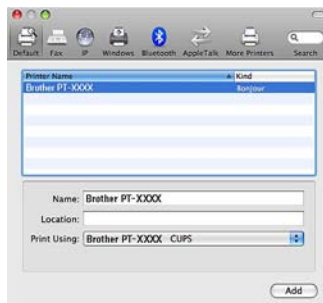 Default Fax IP Windows Bluetooth AppleTalk More Printers Search
Printer Name Kind
Brother PT-XXXX Bonjour
Name: Brother PT-XXXX
Location:
Print Using: Brother PT-XXXX CUPS
Add